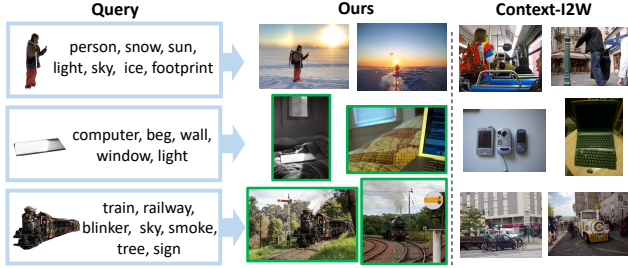 Query
Ours
Context-I2W
person, snow, sun,
light, sky, ice, footprint
computer, beg, wall,
window, light
train, railway,
blinker, sky, smoke,
tree, sign